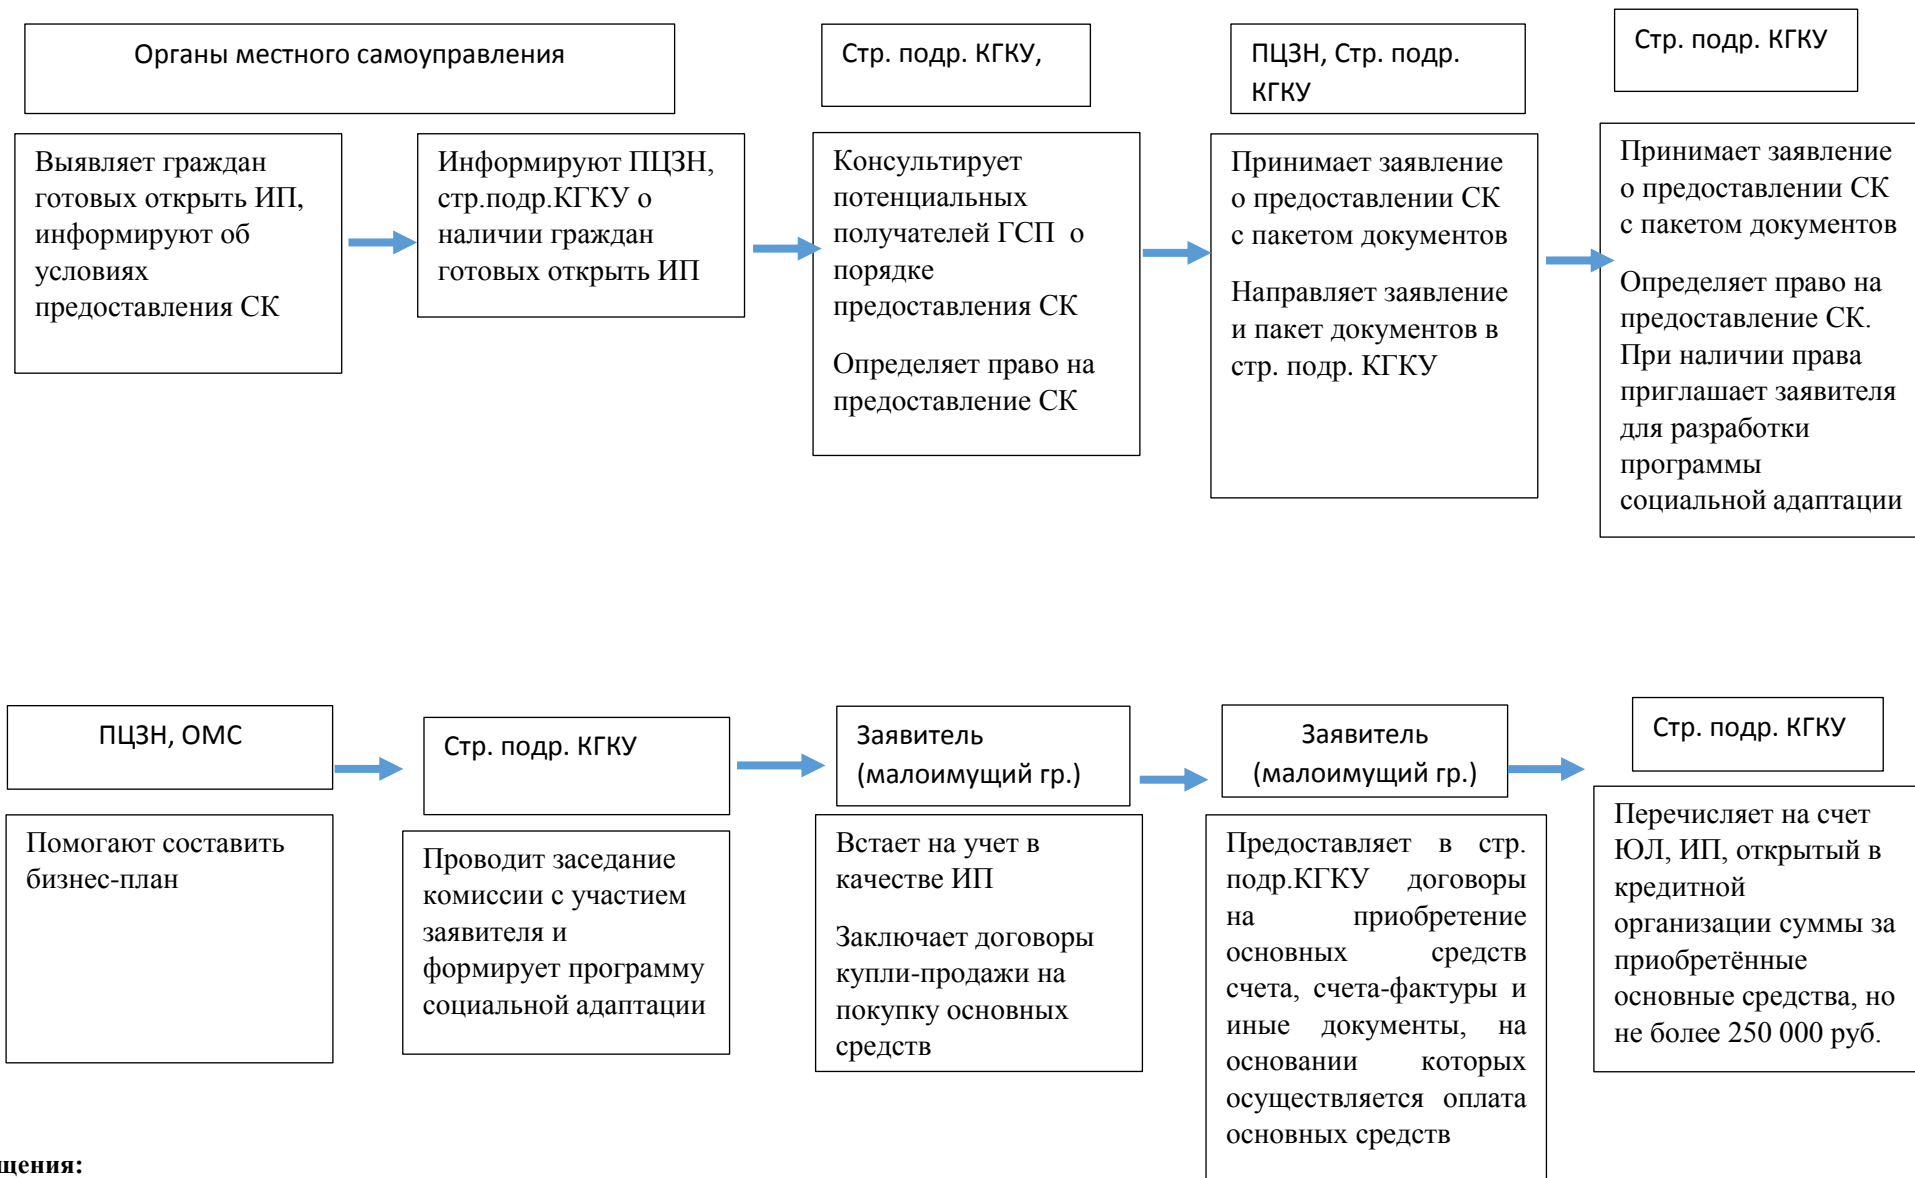 Органы местного самоуправления
Выявляет граждан
готовых открыть ИП,
информируют об
условиях
предоставления СК
Информируют ПЦЗН,
стр.подр.КГКУ о
наличии граждан
готовых открыть ИП
Стр. подр. КГКУ,
Консультирует
потенциальных
получателей ГСП о
порядке
предоставления СК
Определяет право на
предоставление СК
ПЦЗН, Стр. подр.
КГКУ
Принимает заявление
о предоставлении СК
с пакетом документов
Направляет заявление
и пакет документов в
стр. подр. КГКУ
Стр. подр. КГКУ
Принимает заявление
о предоставлении СК
с пакетом документов
Определяет право на
предоставление СК.
При наличии права
приглашает заявителя
для разработки
программы
социальной адаптации
ПЦЗН, ОМС
Помогают составить
бизнес-план
Стр. подр. КГКУ
Проводит заседание
комиссии с участием
заявителя и
формирует программу
социальной адаптации
Заявитель
(малоимущий гр.)
Встает на учет в
качестве ИП
Заключает договоры
купли-продажи на
покупку основных
средств
Заявитель
(малоимущий гр.)
Предоставляет в стр.
подр.КГКУ договоры
на приобретение
основных средств
счета, счета-фактуры и
иные документы, на
основании которых
осуществляется оплата
основных средств
Стр. подр. КГКУ
Перечисляет на счет
ЮЛ, ИП, открытый в
кредитной
организации суммы за
приобретённые
основные средства, но
не более 250 000 руб.
щения: